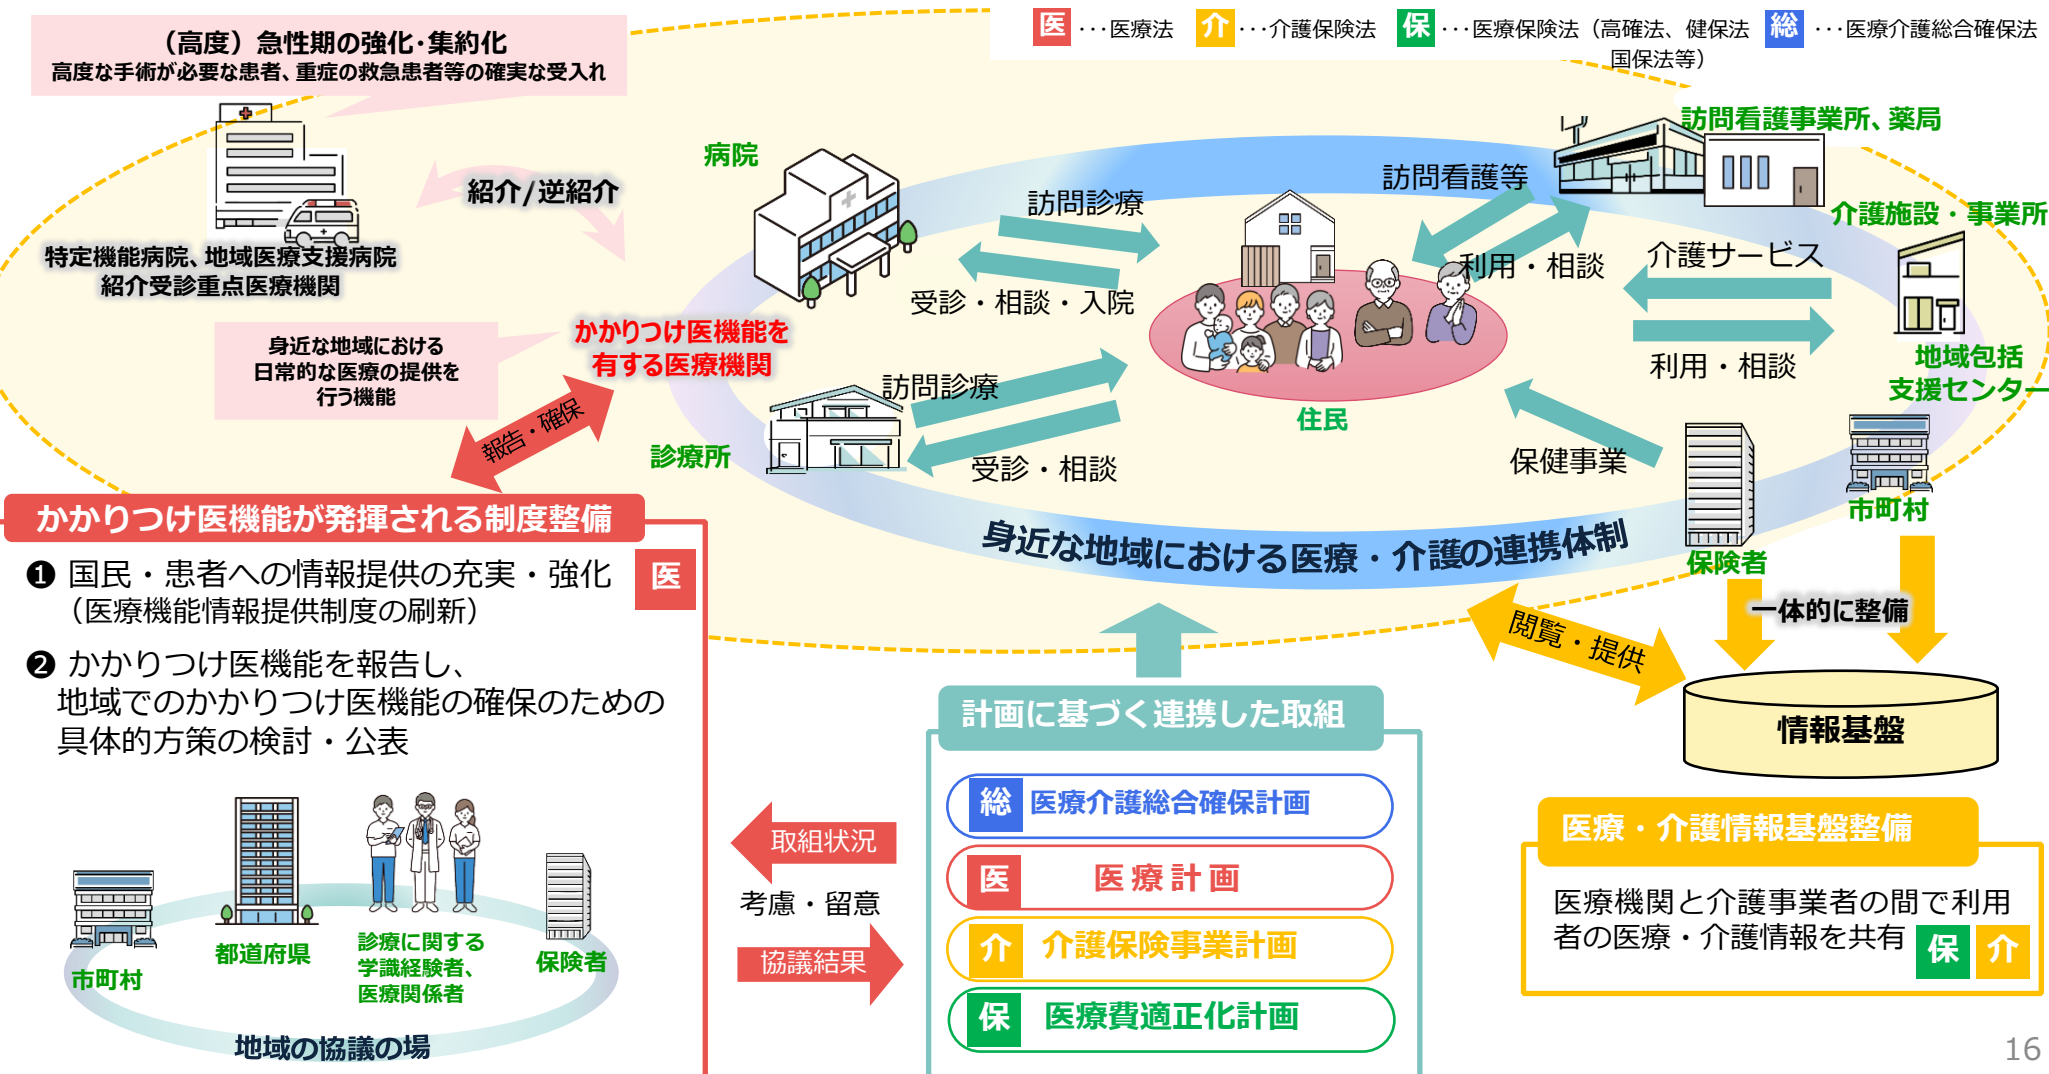 医 ･･･医療法 介 ･･･介護保険法 保 ･･･医療保険法（高確法、健保法 国保法等） 総 ･･･医療介護総合確保法
（高度）急性期の強化･集約化
高度な手術が必要な患者、重症の救急患者等の確実な受入れ
特定機能病院、地域医療支援病院
紹介受診重点医療機関
紹介/逆紹介
身近な地域における
日常的な医療の提供を
行う機能
かかりつけ医機能を
有する医療機関
病院
診療所
訪問診療
受診・相談・入院
訪問診療
受診・相談
住民
訪問看護等
利用・相談
訪問看護事業所、薬局
介護施設・事業所
介護サービス
利用・相談
地域包括
支援センター
保健事業
保険者
市町村
身近な地域における医療・介護の連携体制
報告・確保
一体的に整備
閲覧・提供
情報基盤
かかりつけ医機能が発揮される制度整備
❶ 国民・患者への情報提供の充実・強化
（医療機能情報提供制度の刷新）
医
❷ かかりつけ医機能を報告し、
地域でのかかりつけ医機能の確保のための
具体的方策の検討・公表
市町村
都道府県
診療に関する
学識経験者、
医療関係者
保険者
地域の協議の場
取組状況
考慮・留意
協議結果
計画に基づく連携した取組
総 医療介護総合確保計画
医 医療計画
介 介護保険事業計画
保 医療費適正化計画
医療・介護情報基盤整備
医療機関と介護事業者の間で利用
者の医療・介護情報を共有 保 介
16